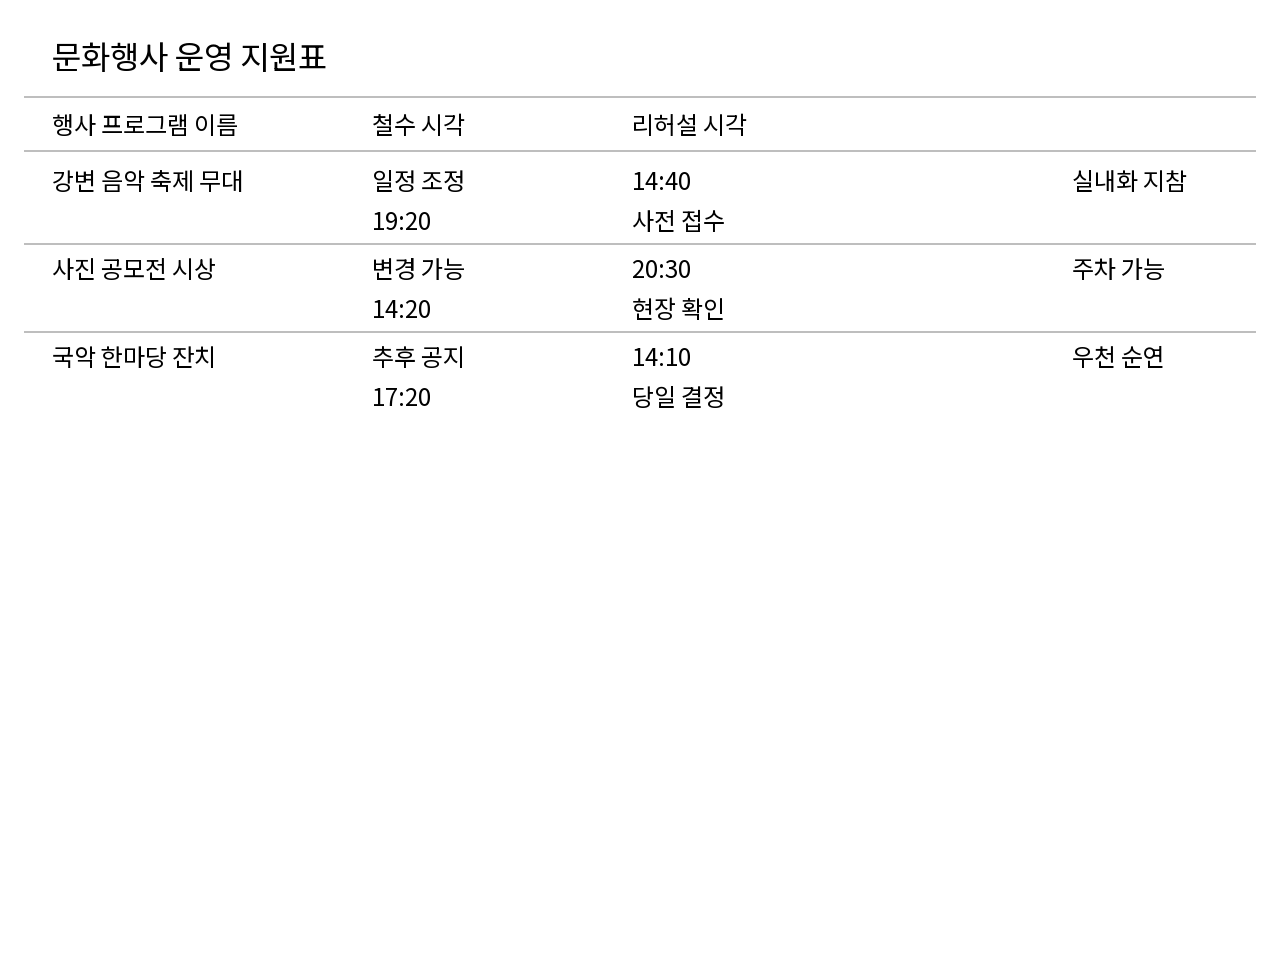 문화행사 운영 지원표
행사 프로그램 이름 철수 시각 리허설 시각
강변 음악 축제 무대 일정 조정 14:40 실내화 지참
19:20 사전 접수
사진 공모전 시상 변경 가능 20:30 주차 가능
14:20 현장 확인
국악 한마당 잔치 추후 공지 14:10 우천 순연
17:20 당일 결정